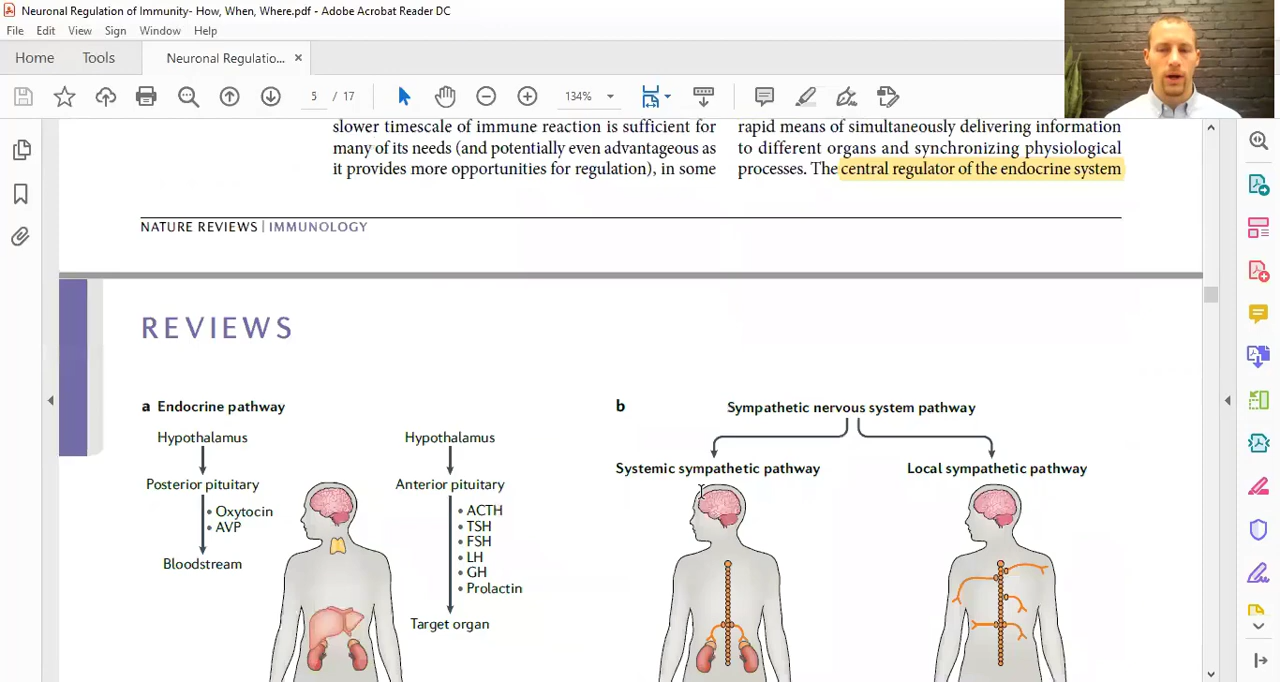 Neuronal Regulation of Immunity- How, When, Where.pdf - Adobe Acrobat Reader DC
File Edit View Sign Window Help
Home Tools Neuronal Regulatio... ×
5 / 17 134%
slower timescale of immune reaction is sufficient for
many of its needs (and potentially even advantageous as
it provides more opportunities for regulation), in some
rapid means of simultaneously delivering information
to different organs and synchronizing physiological
processes. The central regulator of the endocrine system
NATURE REVIEWS | IMMUNOLOGY
REVIEWS
a Endocrine pathway
Hypothalamus
Posterior pituitary
• Oxytocin
• AVP
Bloodstream
Hypothalamus
Anterior pituitary
• ACTH
• TSH
• FSH
• LH
• GH
• Prolactin
Target organ
b
Sympathetic nervous system pathway
Systemic sympathetic pathway
Local sympathetic pathway